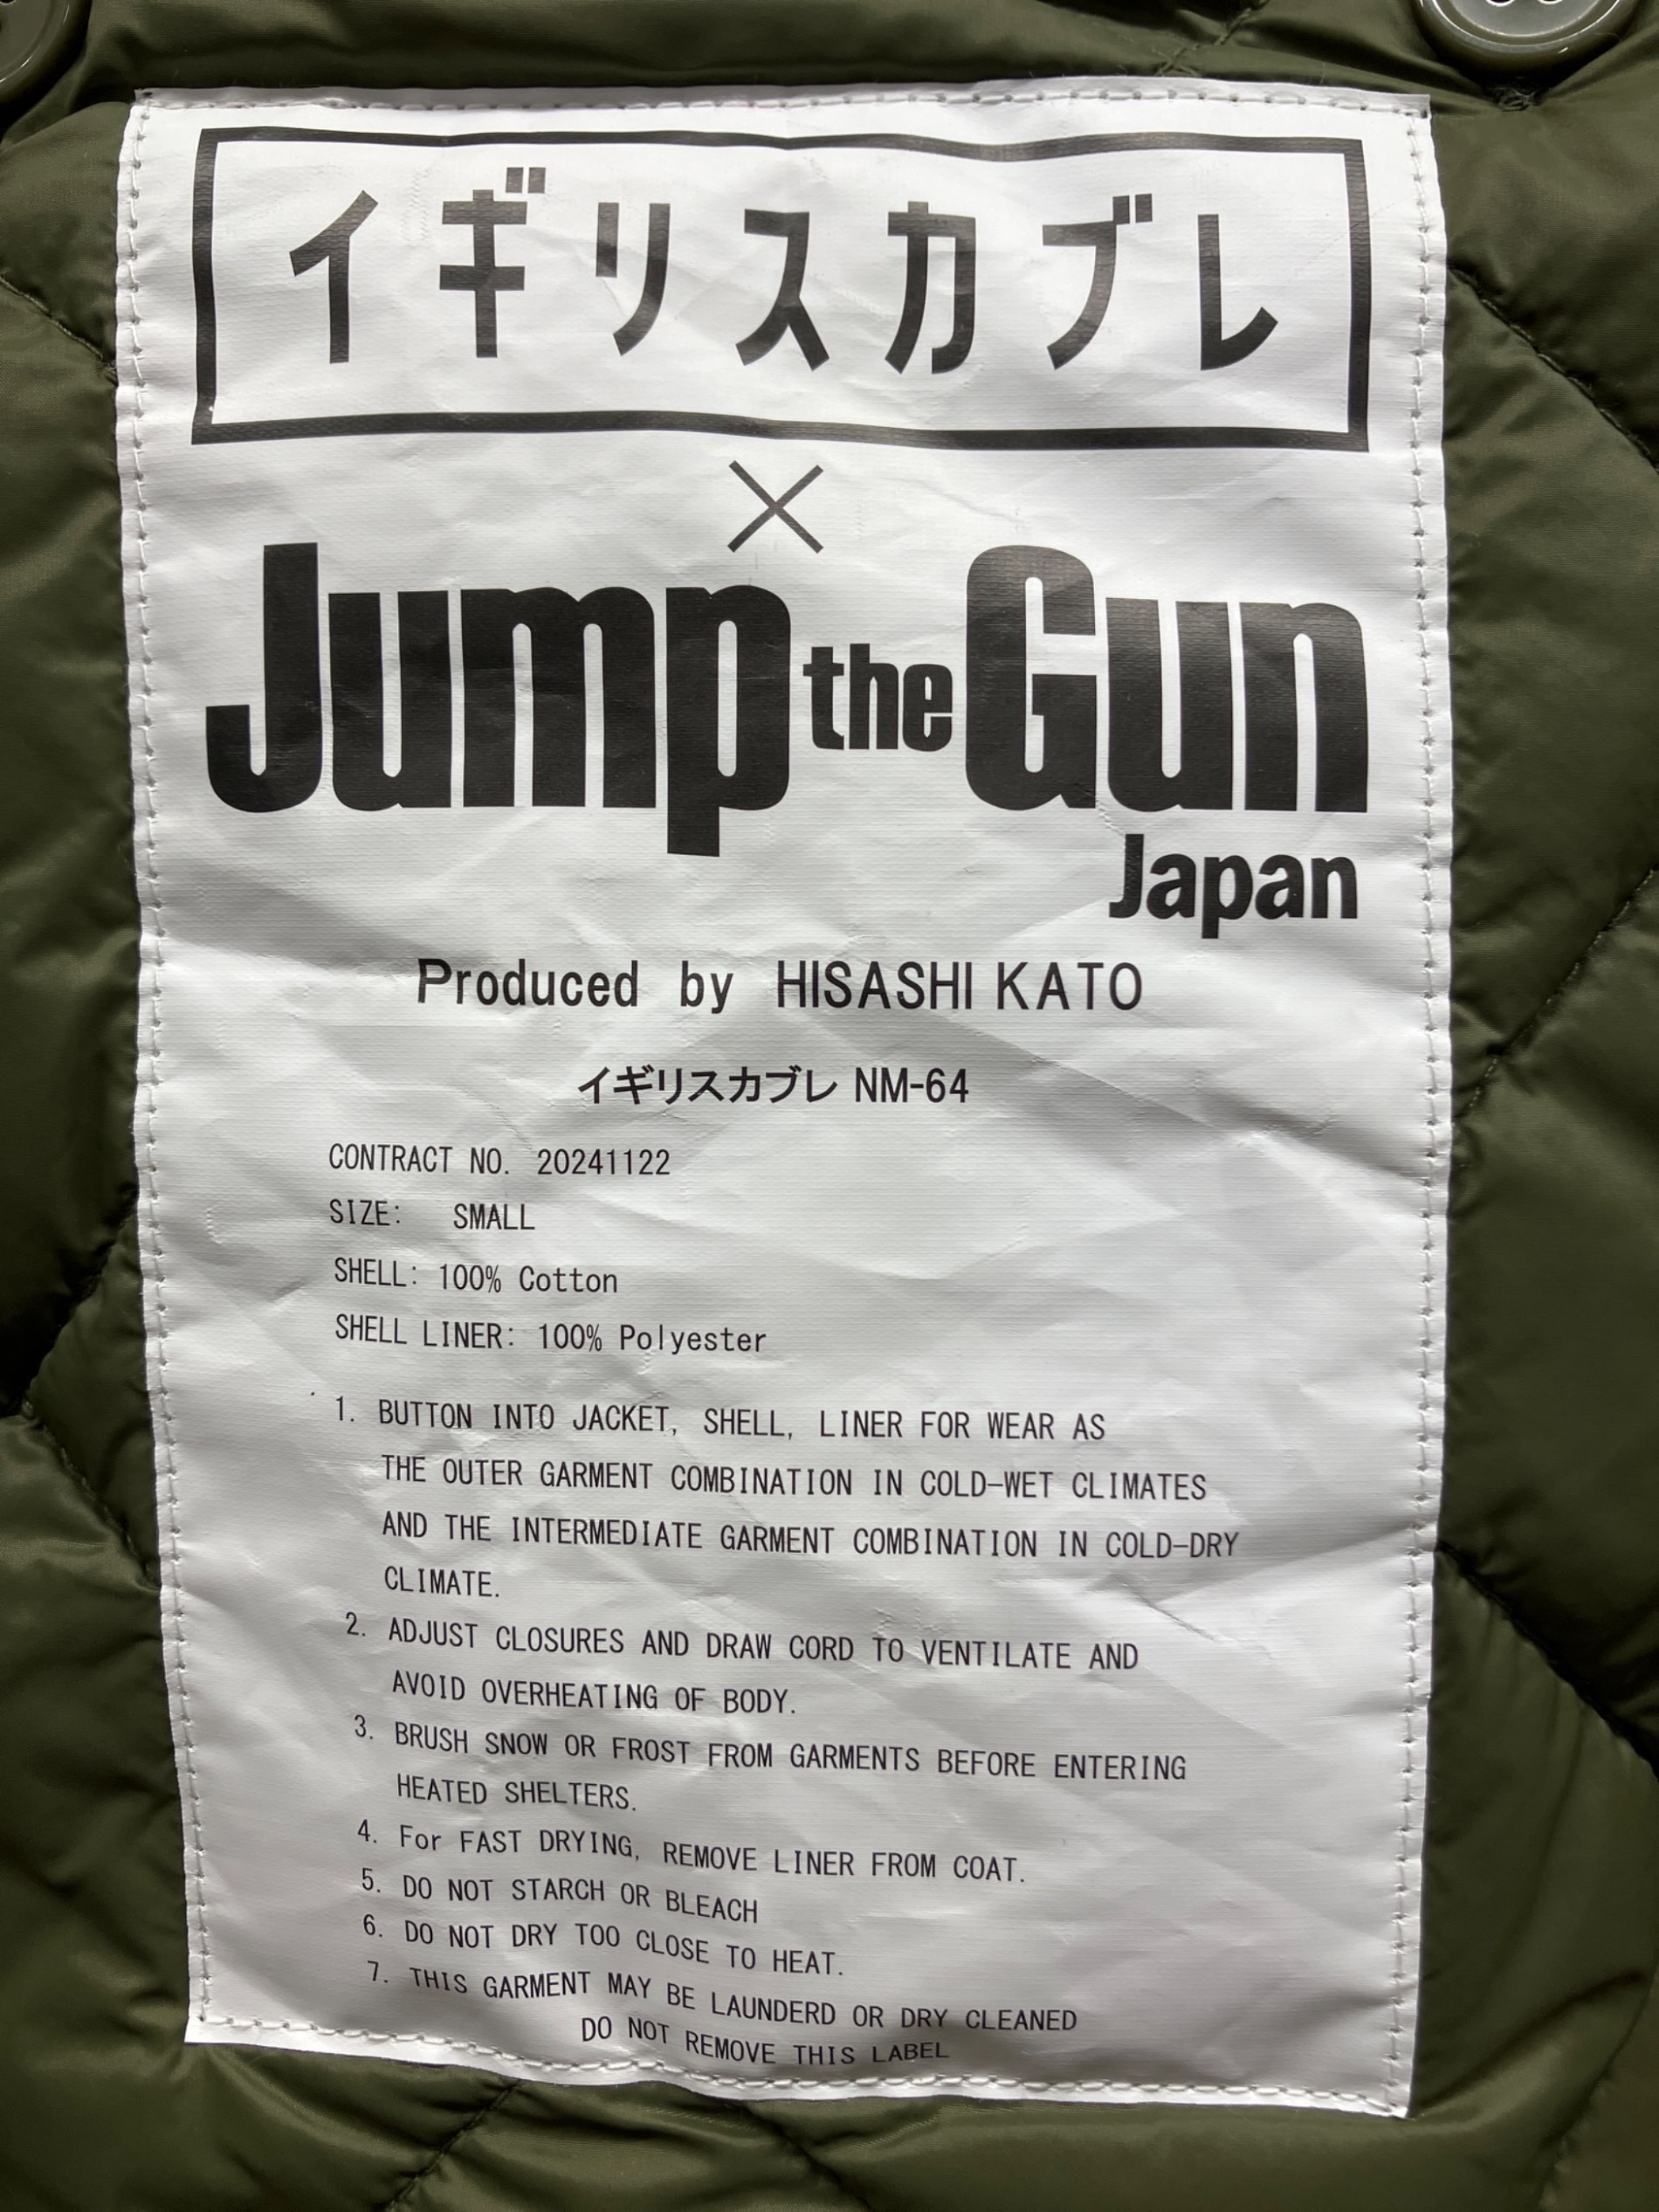 イギリスカブレ
×
Jump the Gun
Japan
Produced by HISASHI KATO
イギリスカブレ NM-64
CONTRACT NO. 20241122
SIZE: SMALL
SHELL: 100% Cotton
SHELL LINER: 100% Polyester
1. BUTTON INTO JACKET, SHELL, LINER FOR WEAR AS
THE OUTER GARMENT COMBINATION IN COLD-WET CLIMATES
AND THE INTERMEDIATE GARMENT COMBINATION IN COLD-DRY
CLIMATE.
2. ADJUST CLOSURES AND DRAW CORD TO VENTILATE AND
AVOID OVERHEATING OF BODY.
3. BRUSH SNOW OR FROST FROM GARMENTS BEFORE ENTERING
HEATED SHELTERS.
4. For FAST DRYING, REMOVE LINER FROM COAT.
5. DO NOT STARCH OR BLEACH
6. DO NOT DRY TOO CLOSE TO HEAT.
7. THIS GARMENT MAY BE LAUNDERD OR DRY CLEANED
DO NOT REMOVE THIS LABEL